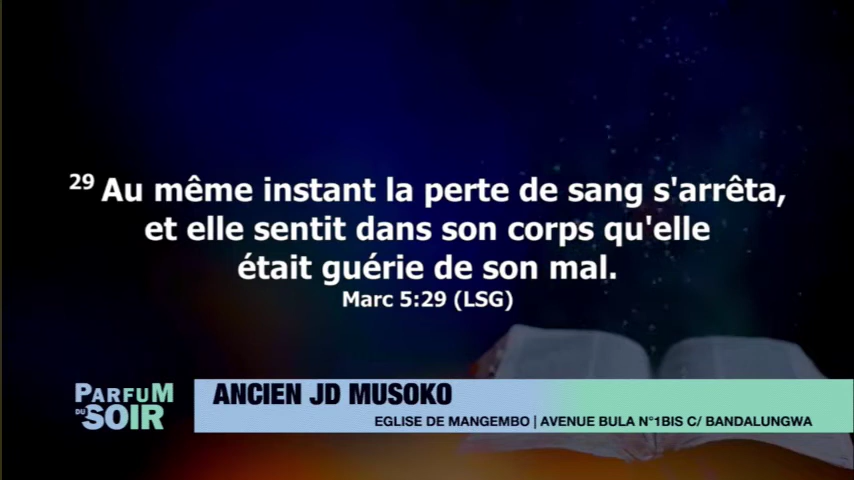 29 Au même instant la perte de sang s'arrêta,
et elle sentit dans son corps qu'elle
était guérie de son mal.
Marc 5:29 (LSG)
PARFUM
DU SOIR
ANCIEN JD MUSOKO
EGLISE DE MANGEMBO | AVENUE BULA N°1BIS C/ BANDALUNGWA